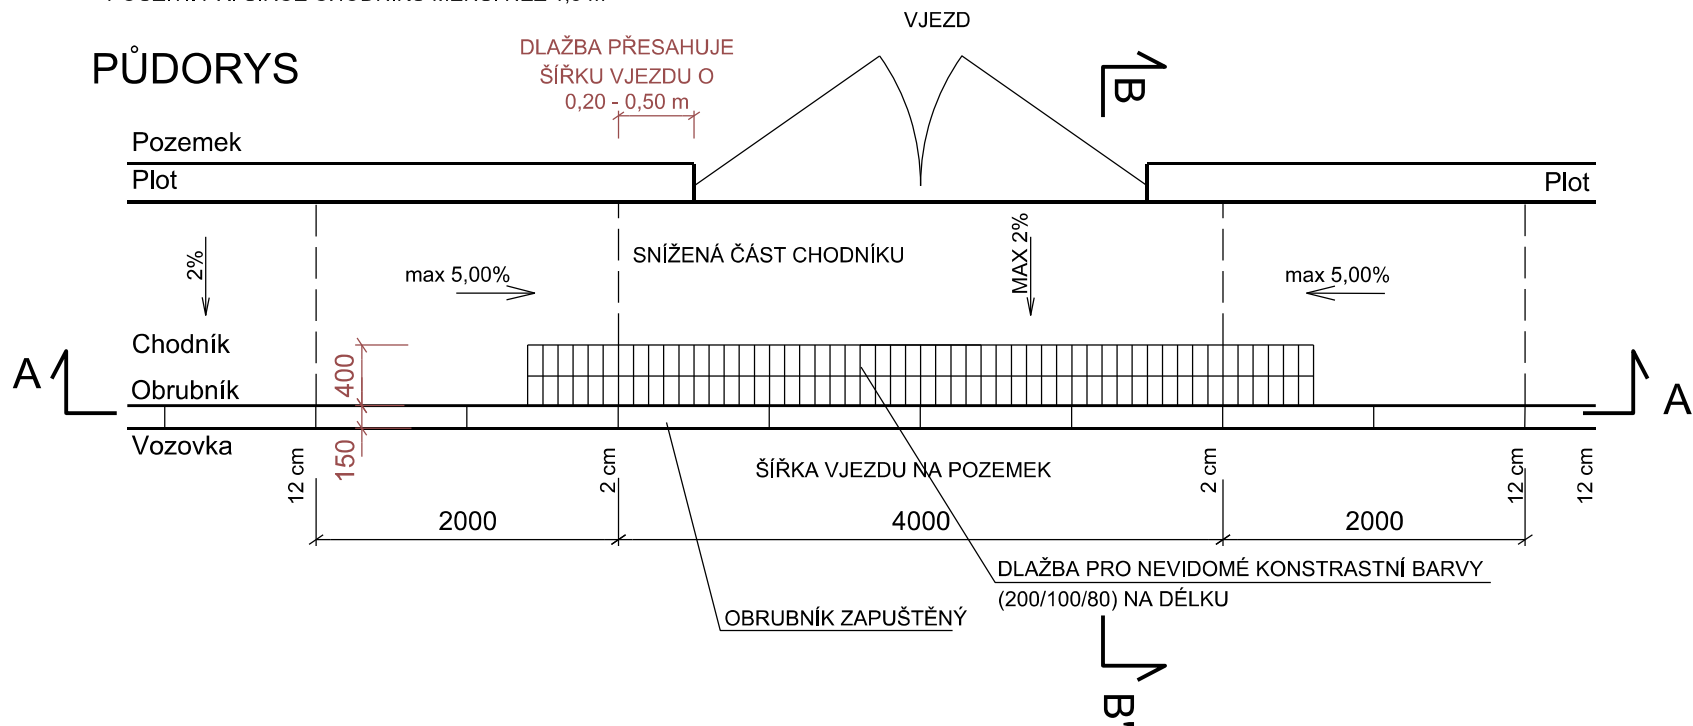 VJEZD
PŮDORYS
DLAŽBA PŘESAHUJE
ŠÍŘKU VJEZDU O
0,20 - 0,50 m
B
Pozemek
Plot
Plot
2%
max 5,00%
SNÍŽENÁ ČÁST CHODNÍKU
MAX 2%
max 5,00%
Chodník
400
A
Obrubník
A
Vozovka
150
12 cm
2 cm
ŠÍŘKA VJEZDU NA POZEMEK
2 cm
12 cm
12 cm
2000
4000
2000
DLAŽBA PRO NEVIDOMÉ KONSTRASTNÍ BARVY
(200/100/80) NA DÉLKU
OBRUBNÍK ZAPUŠTĚNÝ
B'